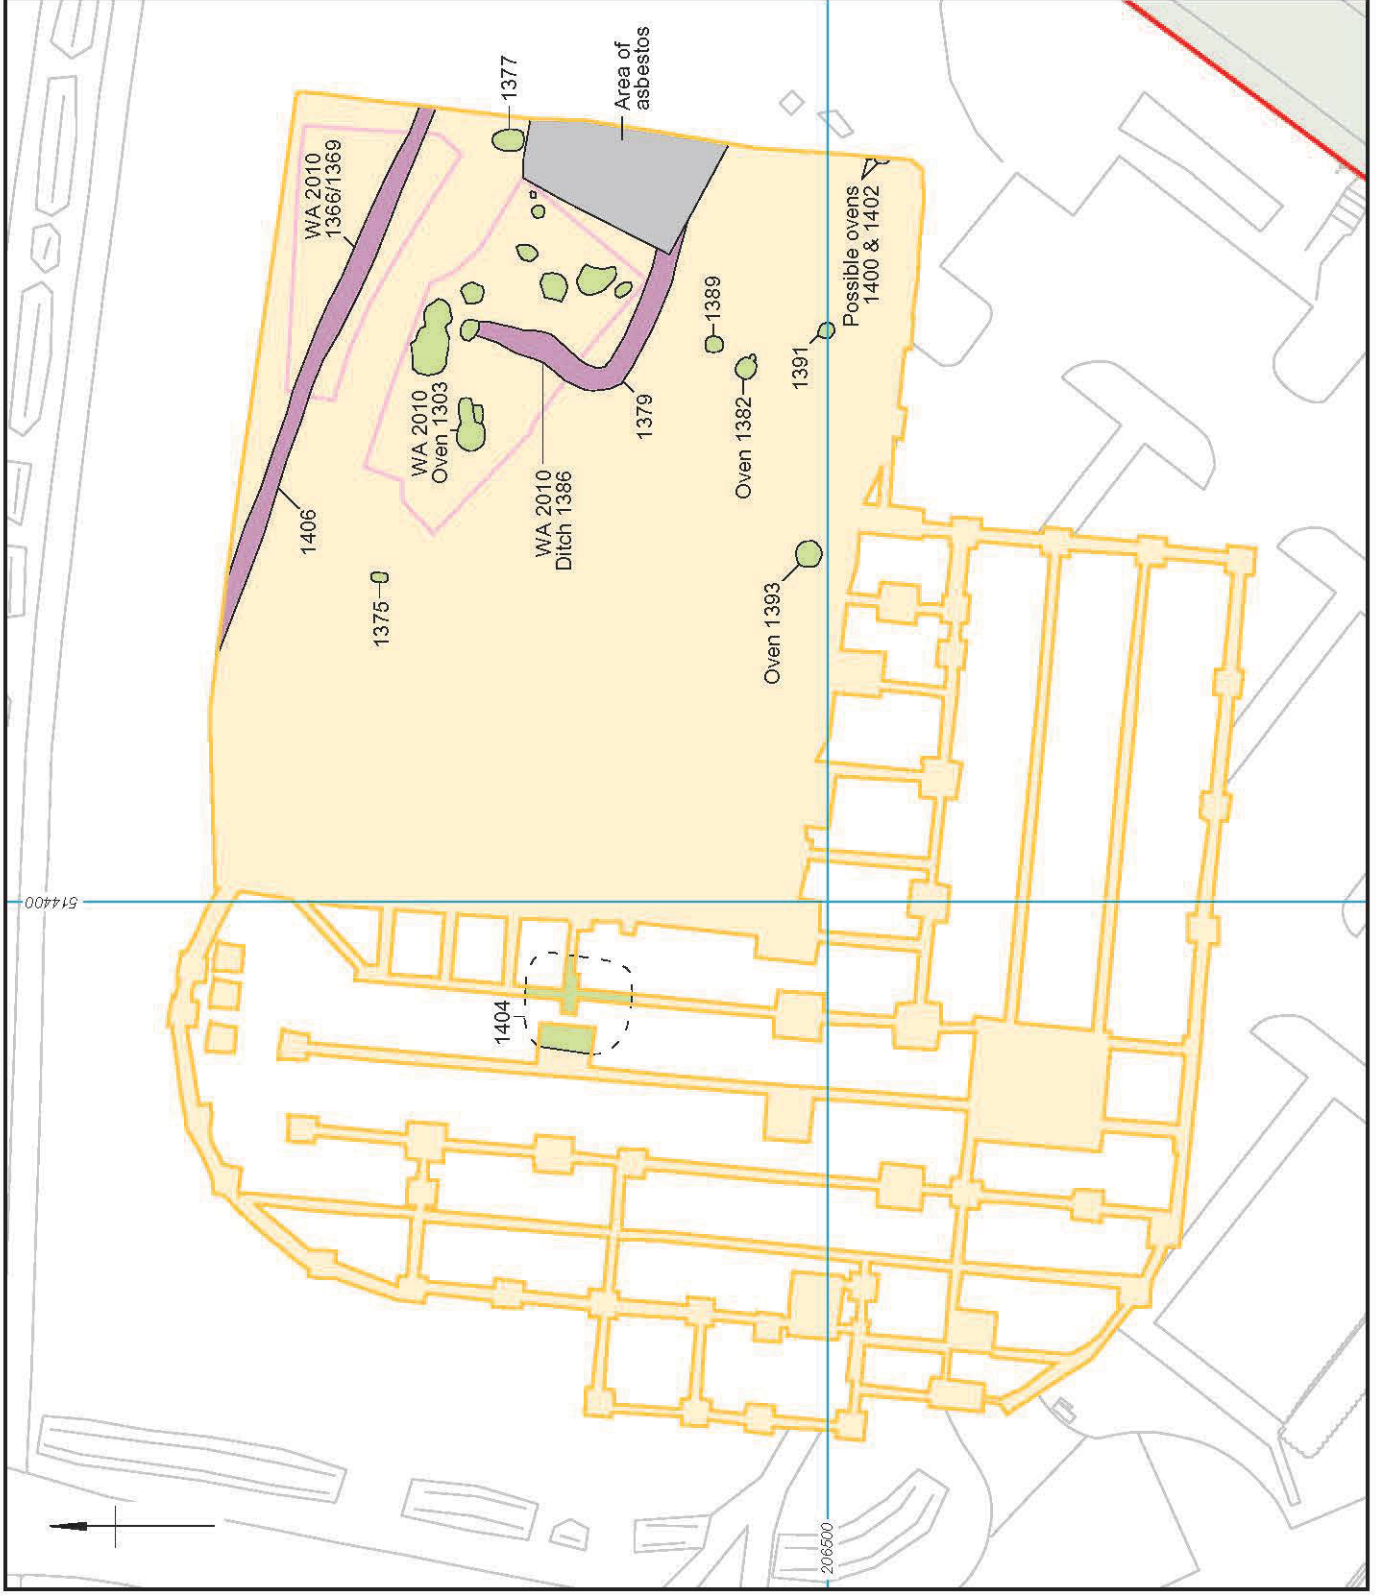 1377
Area of
asbestos
WA 2010
1366/1369
Possible ovens
1400 & 1402
1389
1391
WA 2010
Oven 1303
1379
Oven 1382
1406
WA 2010
Ditch 1386
1375
Oven 1393
514400
1404
206500